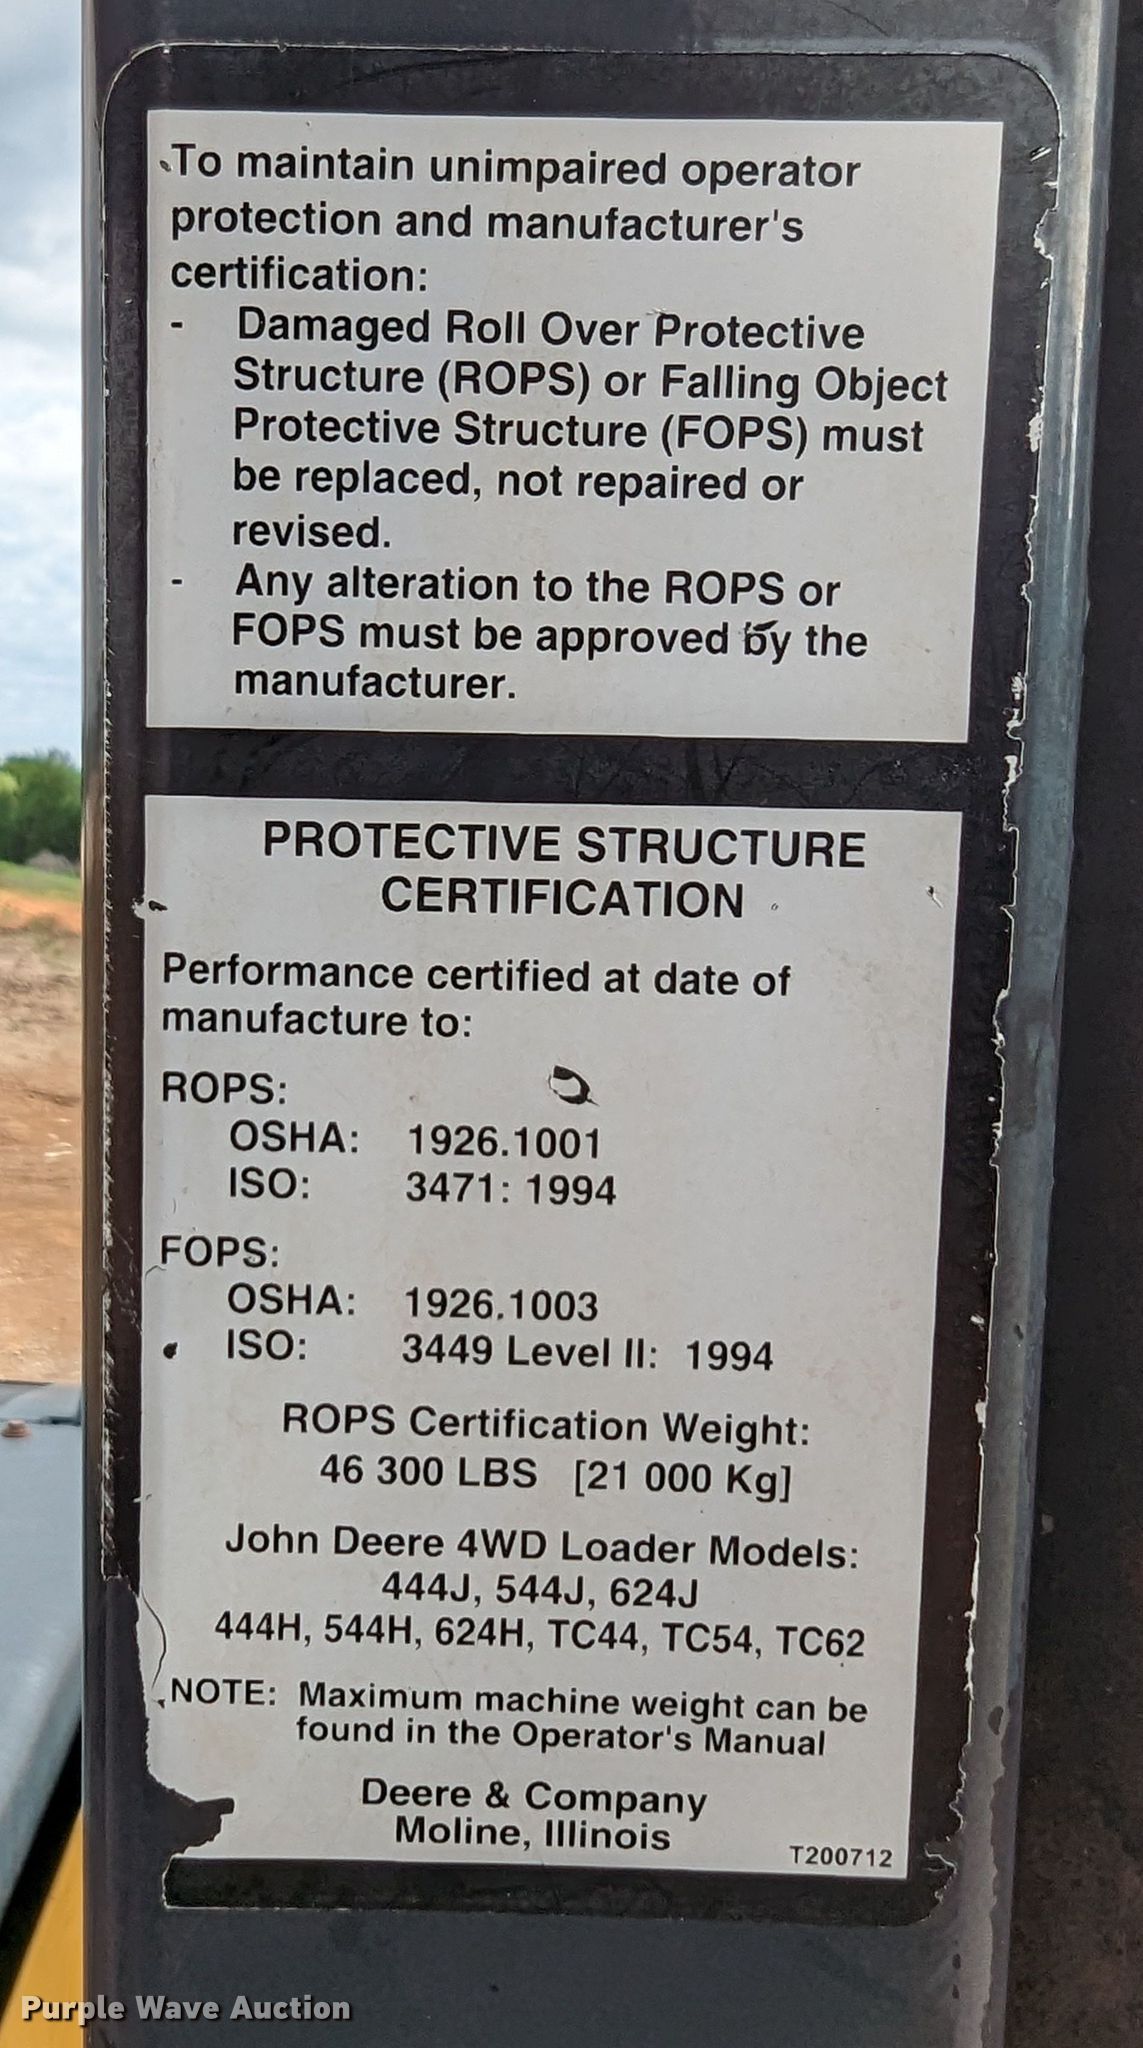 To maintain unimpaired operator
protection and manufacturer's
certification:
- Damaged Roll Over Protective
Structure (ROPS) or Falling Object
Protective Structure (FOPS) must
be replaced, not repaired or
revised.
- Any alteration to the ROPS or
FOPS must be approved by the
manufacturer.
PROTECTIVE STRUCTURE
CERTIFICATION
Performance certified at date of
manufacture to:
ROPS:
OSHA: 1926.1001
ISO: 3471: 1994
FOPS:
OSHA: 1926.1003
ISO: 3449 Level II: 1994
ROPS Certification Weight:
46 300 LBS [21 000 Kg]
John Deere 4WD Loader Models:
444J, 544J, 624J
444H, 544H, 624H, TC44, TC54, TC62
NOTE: Maximum machine weight can be
found in the Operator's Manual
Deere & Company
Moline, Illinois
T200712
Purple Wave Auction